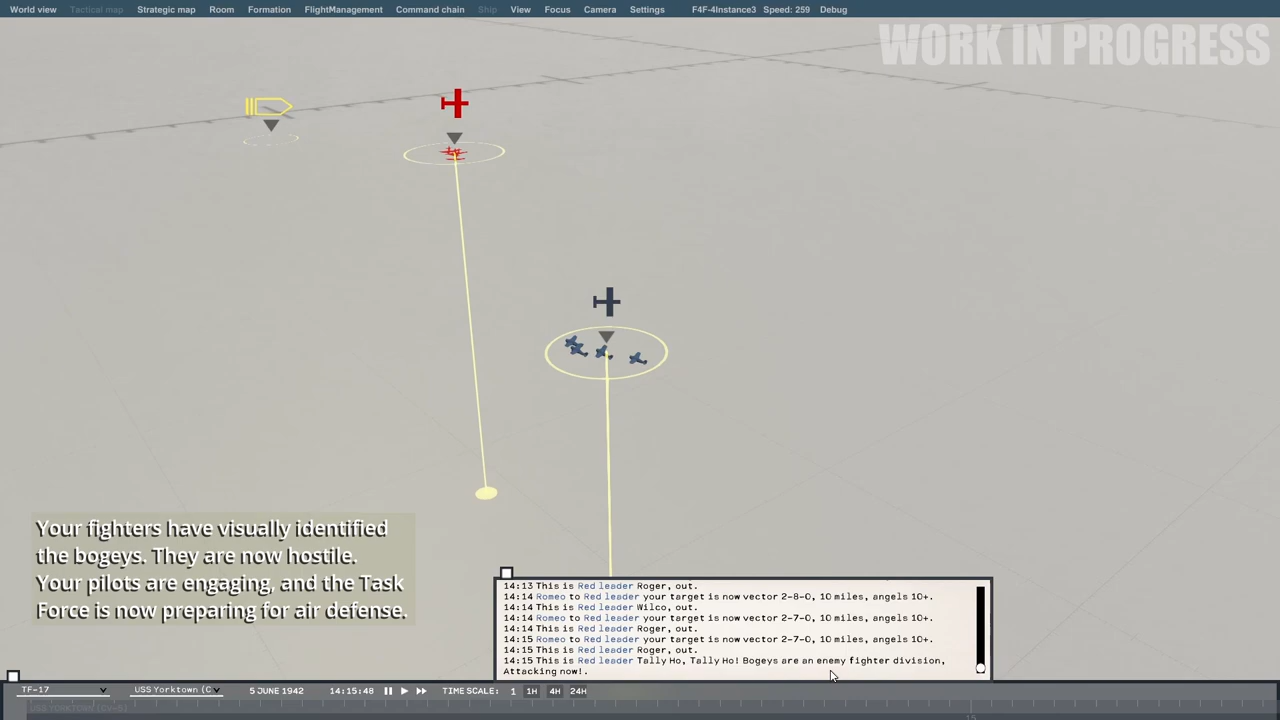 World view Tactical map Strategic map Room Formation FlightManagement Command chain Ship View Focus Camera Settings F4F-4Instance3 Speed: 259 Debug
WORK IN PROGRESS
Your fighters have visually identified
the bogeys. They are now hostile.
Your pilots are engaging, and the Task
Force is now preparing for air defense.
14:13 This is Red leader Roger, out.
14:14 Romeo to Red leader your target is now vector 2-8-0, 10 miles, angels 10+.
14:14 This is Red leader Wilco, out.
14:14 Romeo to Red leader your target is now vector 2-7-0, 10 miles, angels 10+.
14:14 This is Red leader Roger, out.
14:15 Romeo to Red leader your target is now vector 2-7-0, 10 miles, angels 10+.
14:15 This is Red leader Roger, out.
14:15 This is Red leader Tally Ho, Tally Ho! Bogeys are an enemy fighter division,
Attacking now!.
TF-17 USS Yorktown (C 5 JUNE 1942 14:15:48 TIME SCALE: 1 1H 4H 24H
USS YORKTOWN (CV-5) 15